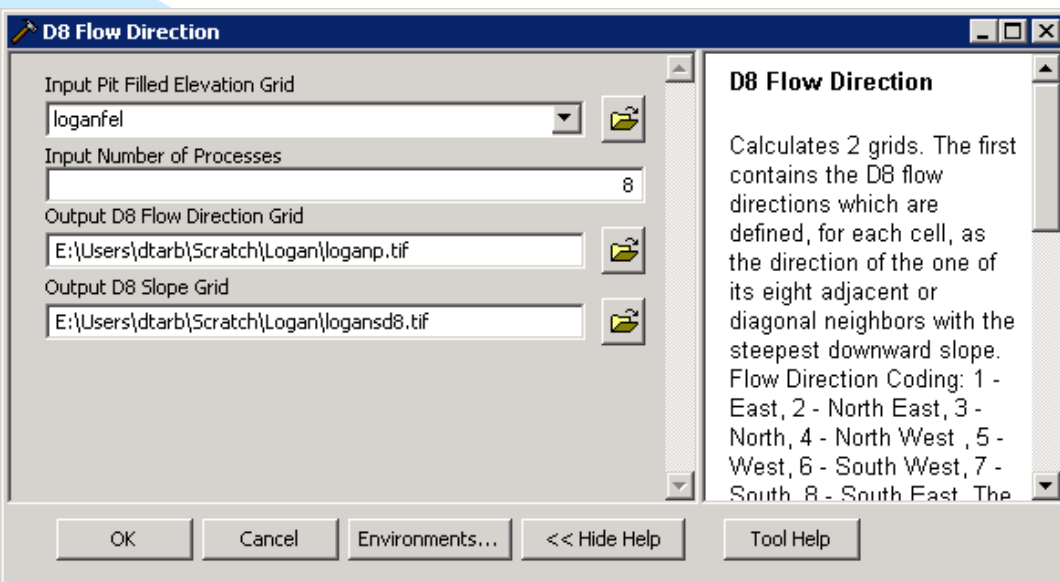 D8 Flow Direction
Input Pit Filled Elevation Grid
loganfel
Input Number of Processes
8
Output D8 Flow Direction Grid
E:\Users\dtarb\Scratch\Logan\loganp.tif
Output D8 Slope Grid
E:\Users\dtarb\Scratch\Logan\logansd8.tif
D8 Flow Direction
Calculates 2 grids. The first
contains the D8 flow
directions which are
defined, for each cell, as
the direction of the one of
its eight adjacent or
diagonal neighbors with the
steepest downward slope.
Flow Direction Coding: 1 -
East, 2 - North East, 3 -
North, 4 - North West , 5 -
West, 6 - South West, 7 -
South, 8 - South East. The
OK
Cancel
Environments...
<< Hide Help
Tool Help